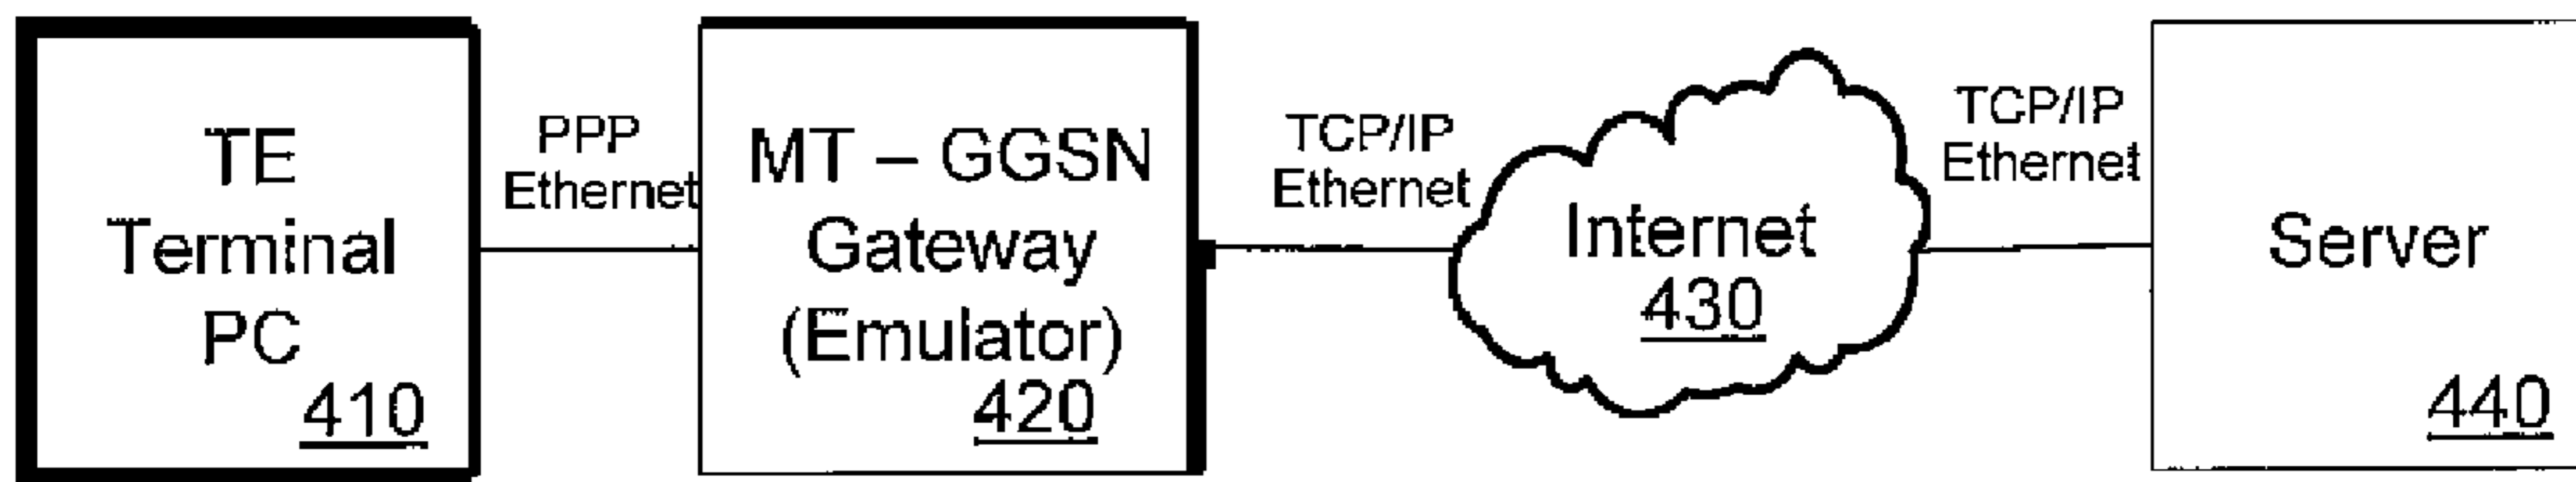 TE
Terminal
PC
410
PPP
Ethernet
MT – GGSN
Gateway
(Emulator)
420
TCP/IP
Ethernet
Internet
430
TCP/IP
Ethernet
Server
440